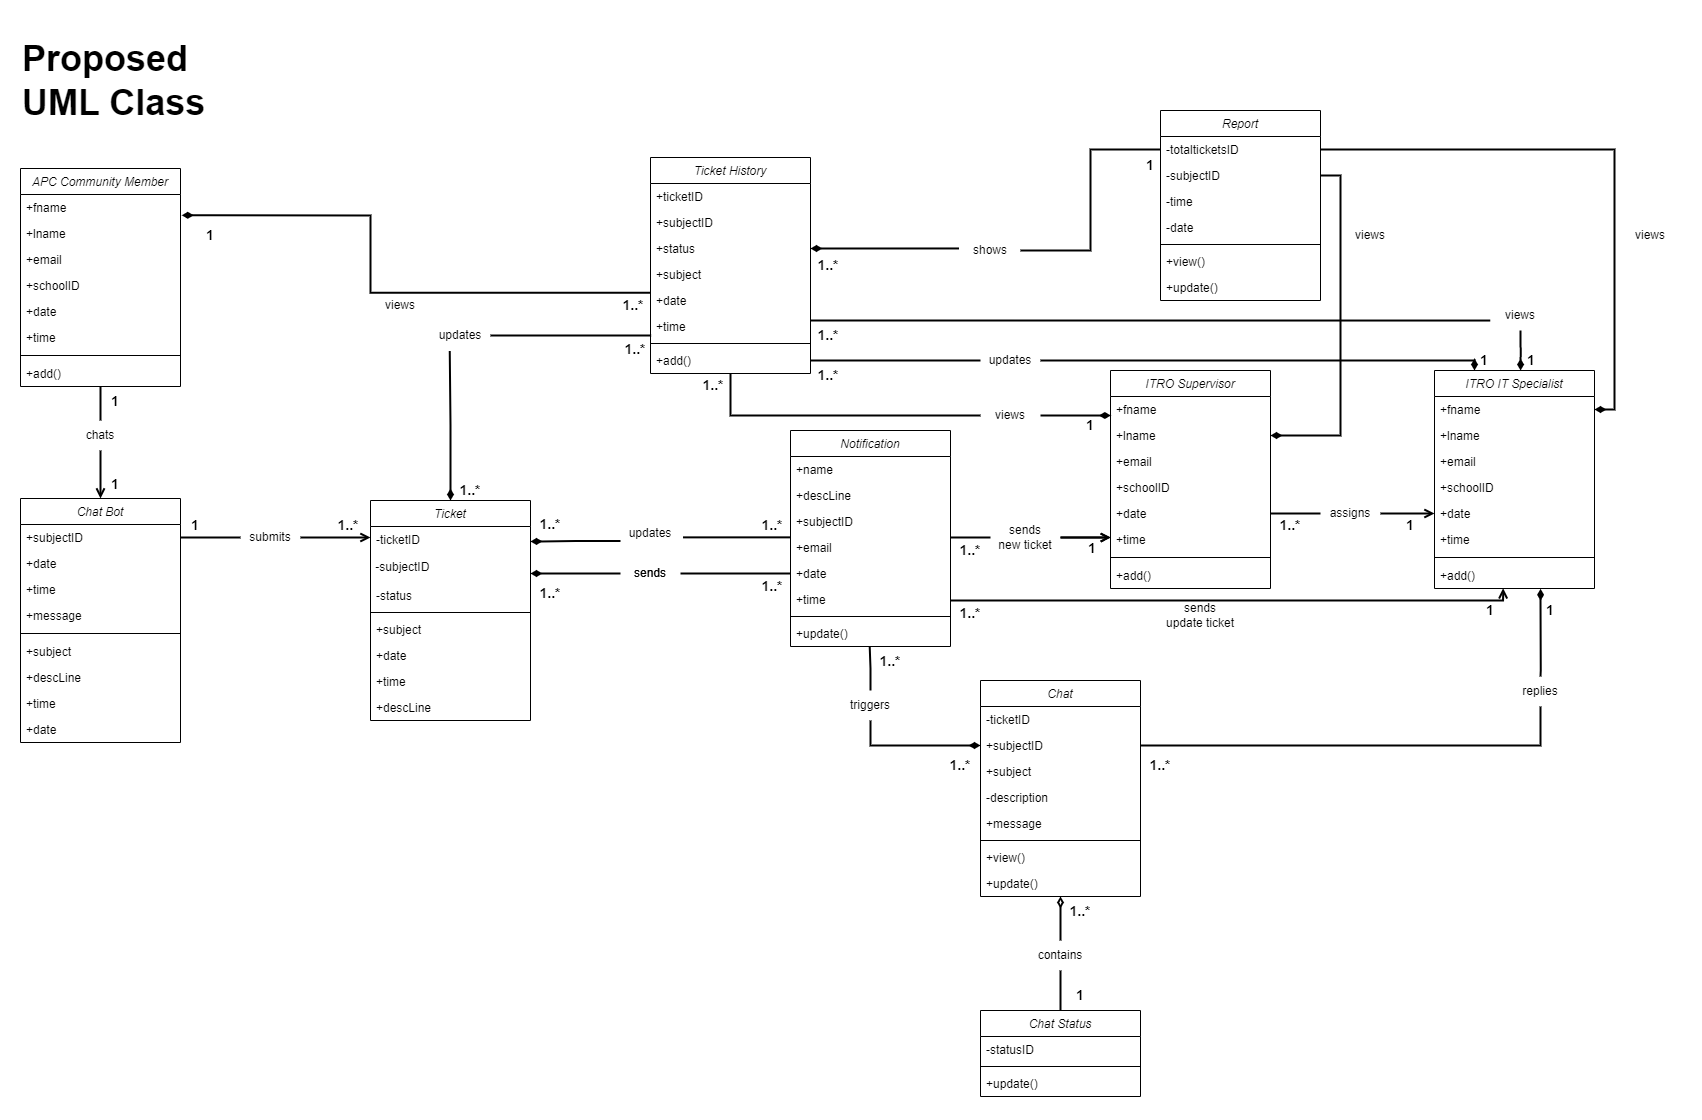 Proposed
UML Class
APC Community Member
+fname
+lname
+email
+schoolID
+date
+time
+add()
1
views
1..*
1
chats
1
Chat Bot
+subjectID
+date
+time
+message
+subject
+descLine
+time
+date
1
submits
1..*
Ticket
-ticketID
-subjectID
-status
+subject
+date
+time
+descLine
1..*
updates
1..*
Ticket History
+ticketID
+subjectID
+status
+subject
+date
+time
+add()
1..*
shows
1
Report
-totalticketsID
-subjectID
-time
-date
+view()
+update()
views
views
1..*
views
1
1..*
updates
1
1..*
views
1
1..*
updates
1..*
1..*
sends
1..*
Notification
+name
+descLine
+subjectID
+email
+date
+time
+update()
1..*
sends
new ticket
1
ITRO Supervisor
+fname
+lname
+email
+schoolID
+date
+time
+add()
1..*
assigns
1
ITRO IT Specialist
+fname
+lname
+email
+schoolID
+date
+time
+add()
1..*
sends
update ticket
1
1
replies
1..*
1..*
triggers
1..*
Chat
-ticketID
+subjectID
+subject
-description
+message
+view()
+update()
1..*
contains
1
Chat Status
-statusID
+update()